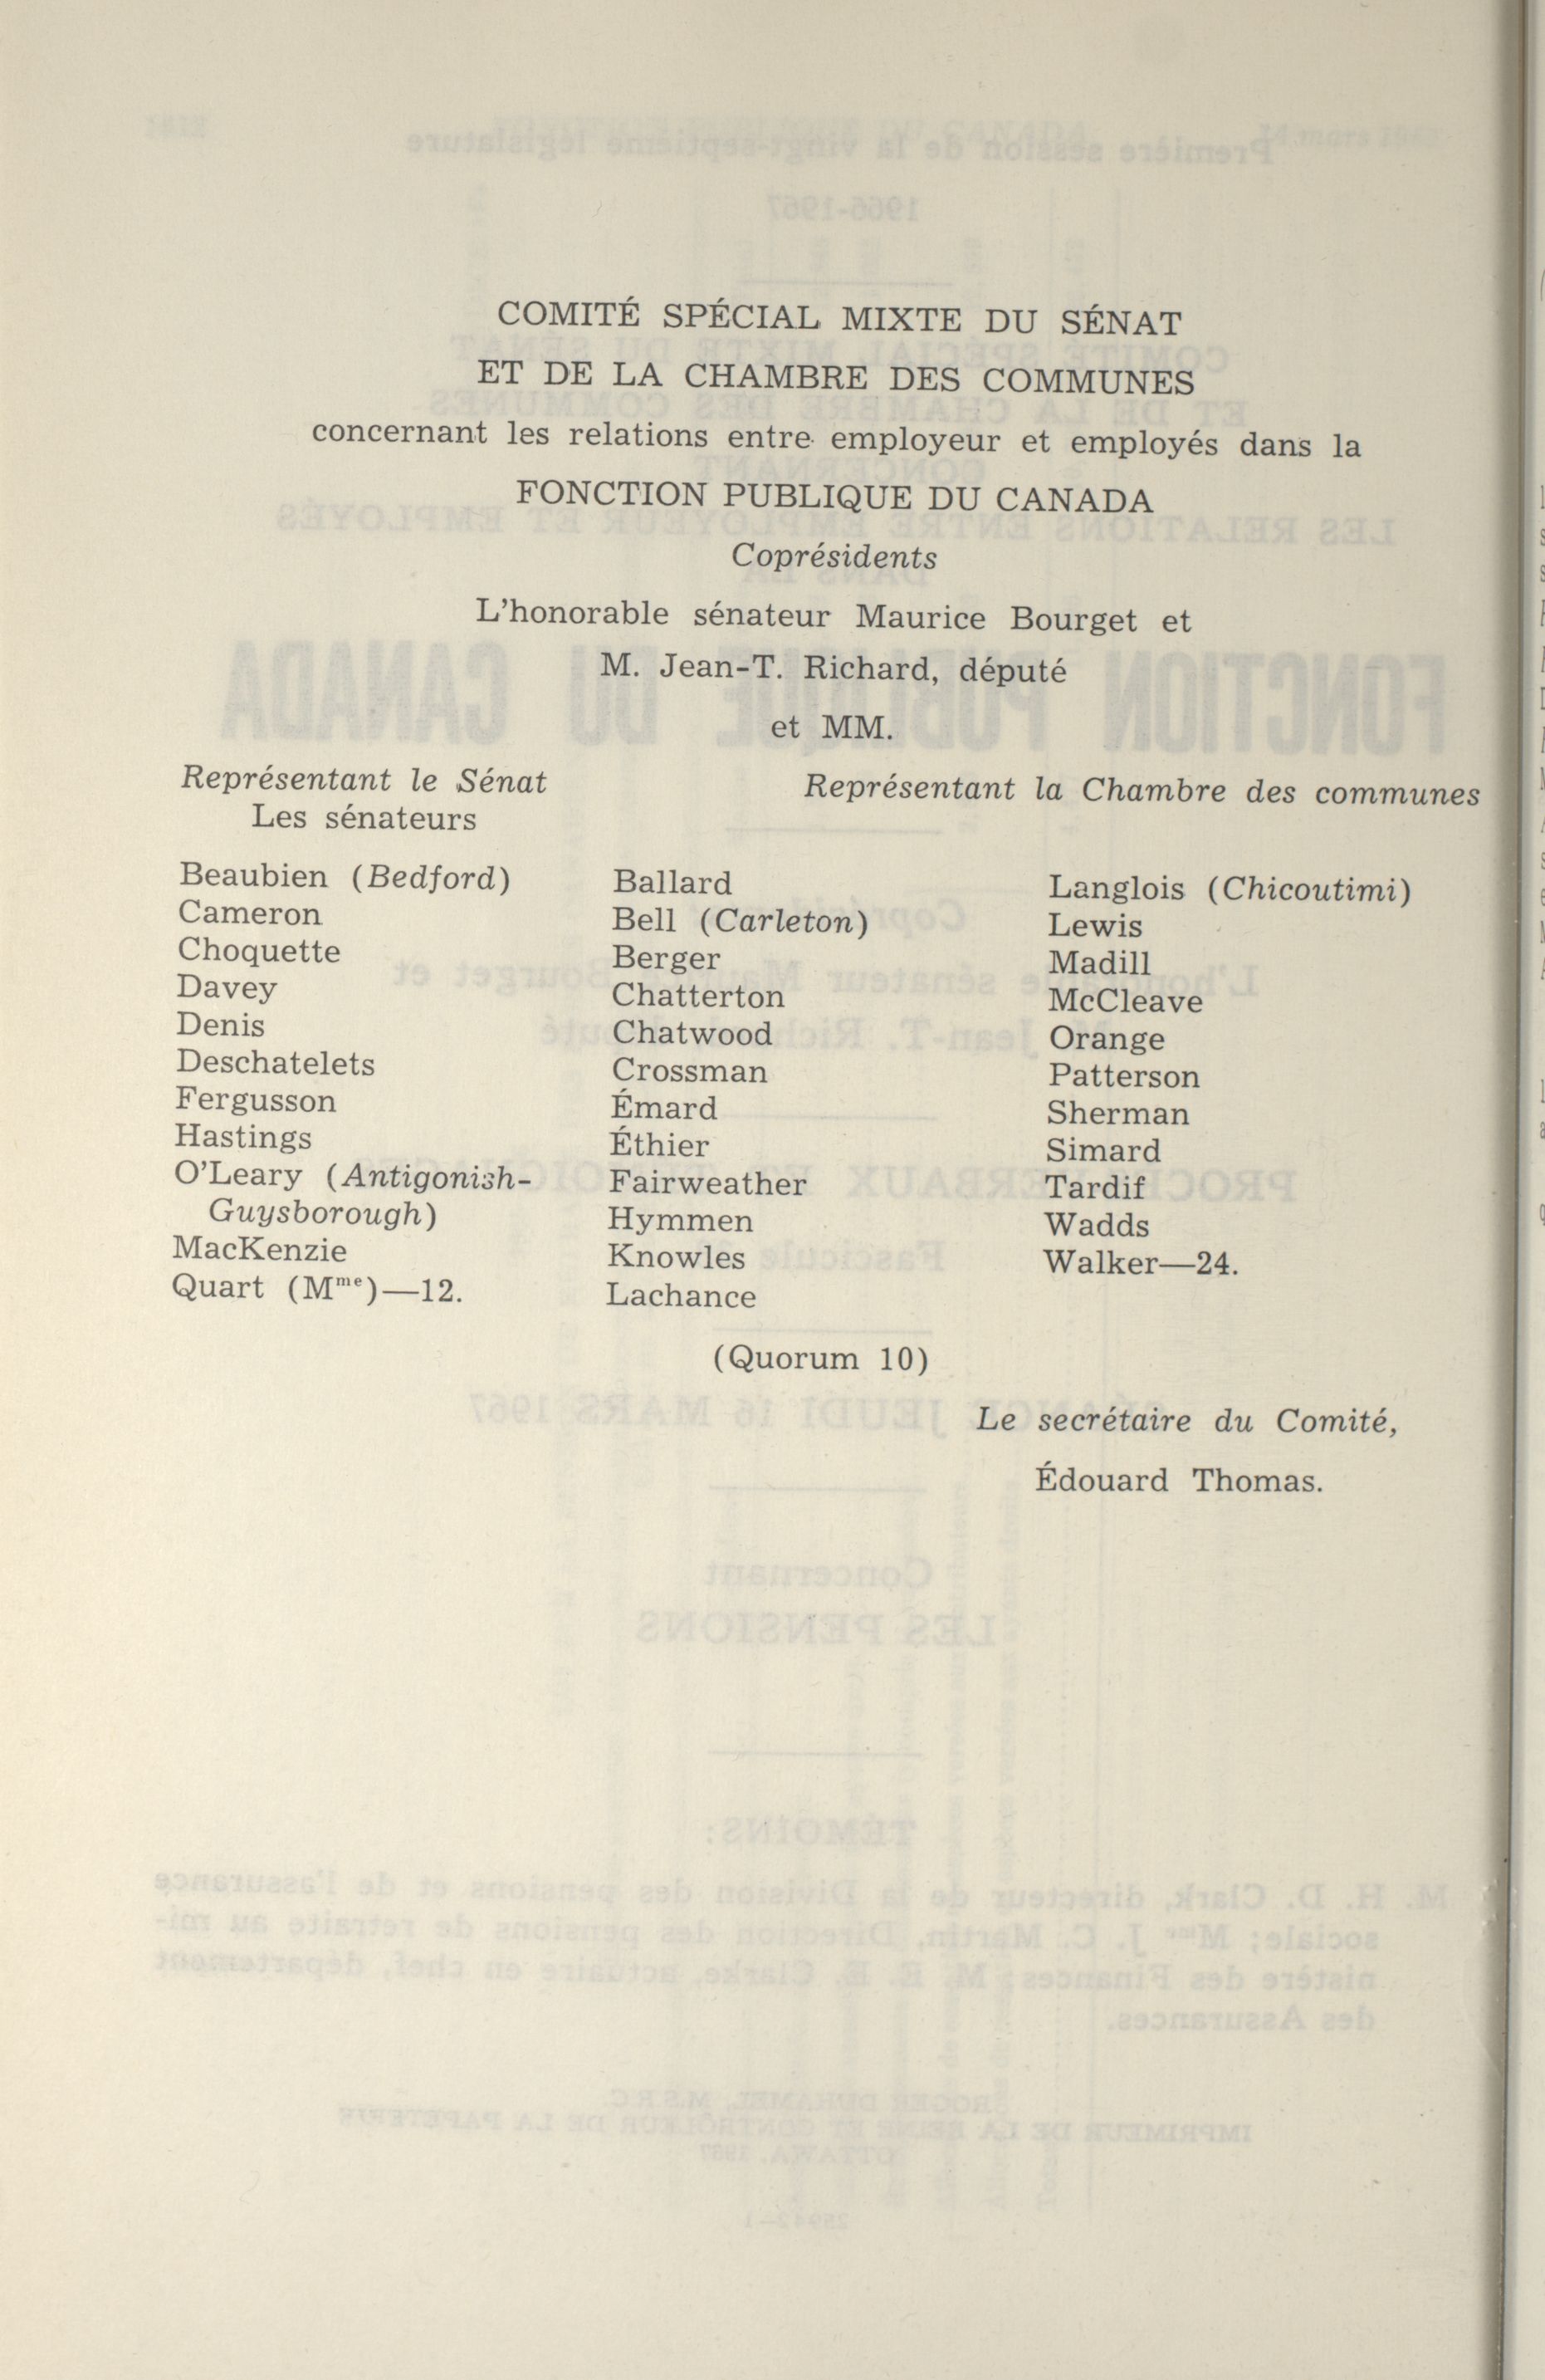 COMITÉ SPÉCIAL MIXTE DU SÉNAT
ET DE LA CHAMBRE DES COMMUNES
concernant les relations entre employeur et employés dans la
FONCTION PUBLIQUE DU CANADA
Coprésidents
L'honorable sénateur Maurice Bourget et
M. Jean-T. Richard, député
et MM.
Représentant le Sénat
Les sénateurs
Beaubien (Bedford)
Cameron
Choquette
Davey
Denis
Deschatelets
Fergusson
Hastings
O'Leary (Antigonish-
Guysborough)
MacKenzie
Quart (Mme)—12.
Représentant la Chambre des communes
Ballard
Bell (Carleton)
Berger
Chatterton
Chatwood
Crossman
Émard
Éthier
Fairweather
Hymmen
Knowles
Lachance
Langlois (Chicoutimi)
Lewis
Madill
McCleave
Orange
Patterson
Sherman
Simard
Tardif
Wadds
Walker—24.
(Quorum 10)
Le secrétaire du Comité,
Édouard Thomas.